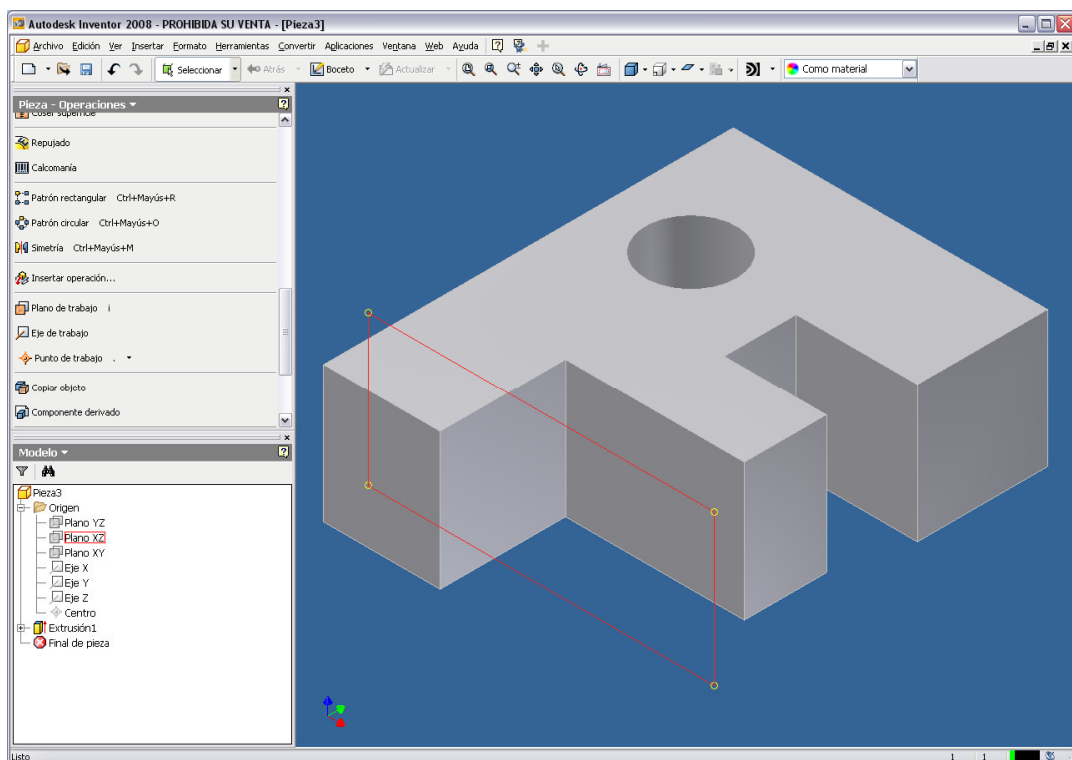 Autodesk Inventor 2008 - PROHIBIDA SU VENTA - [Pieza3]
Archivo Edición Ver Insertar Formato Herramientas Convertir Aplicaciones Ventana Web Ayuda
Seleccionar Atrás Boceto Actualizar Como material
Pieza - Operaciones
Coser superficie
Repujado
Calcomanía
Patrón rectangular Ctrl+Mayús+R
Patrón circular Ctrl+Mayús+O
Simetría Ctrl+Mayús+M
Insertar operación...
Plano de trabajo i
Eje de trabajo
Punto de trabajo .
Copiar objeto
Componente derivado
Modelo
Pieza3
Origen
Plano YZ
Plano XZ
Plano XY
Eje X
Eje Y
Eje Z
Centro
Extrusión1
Final de pieza
Listo 1 1